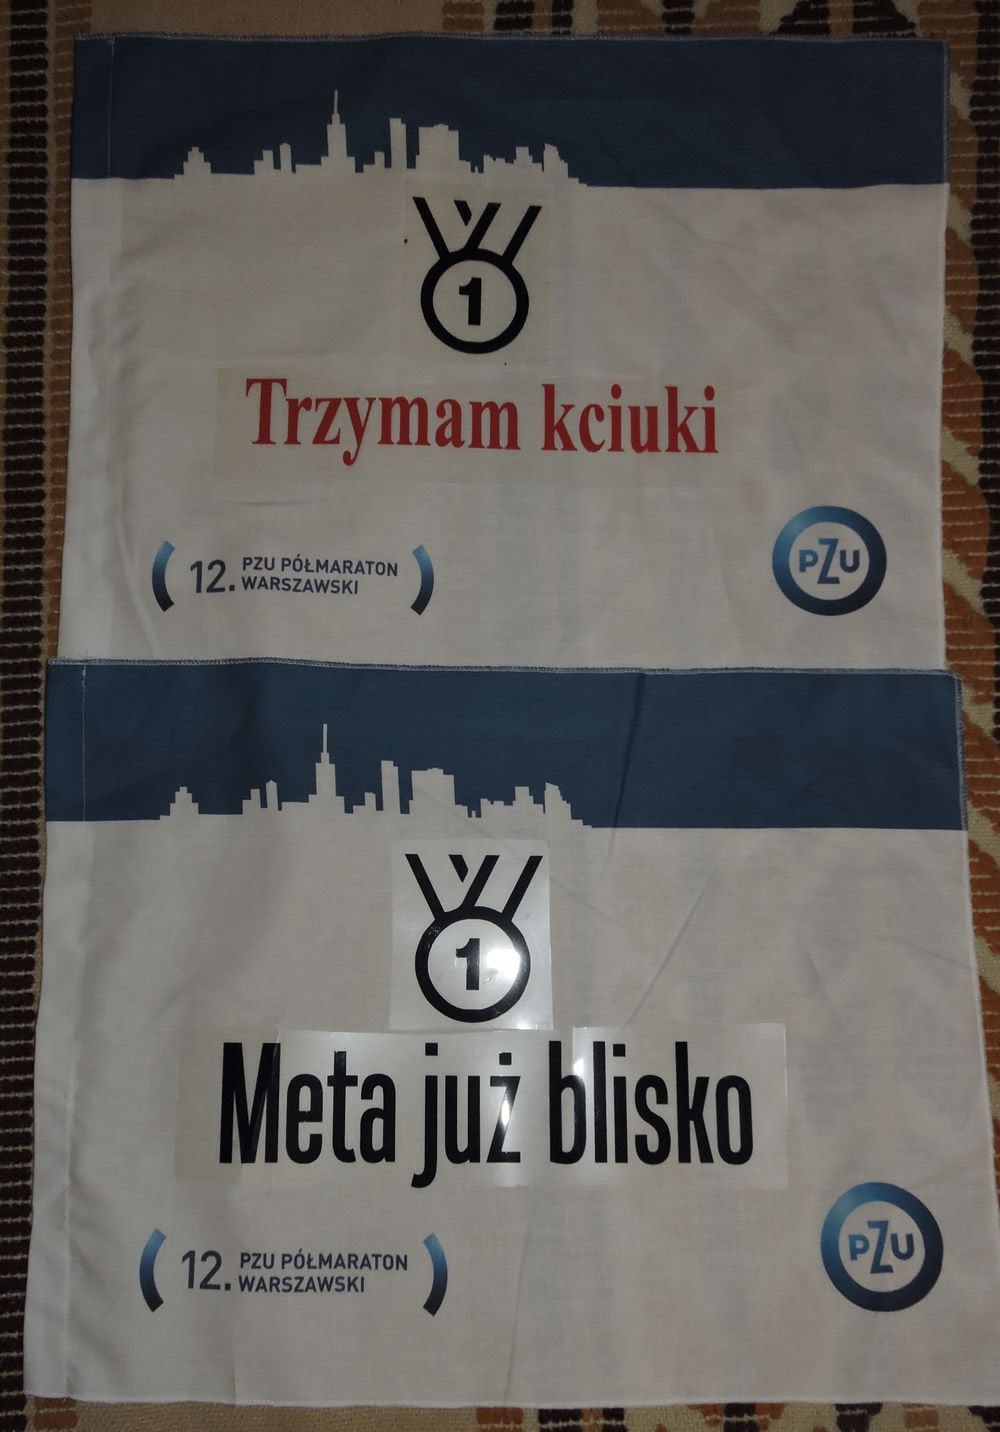 1
Trzymam kciuki
12. PZU PÓŁMARATON
WARSZAWSKI
PZU
1
Meta już blisko
12. PZU PÓŁMARATON
WARSZAWSKI
PZU